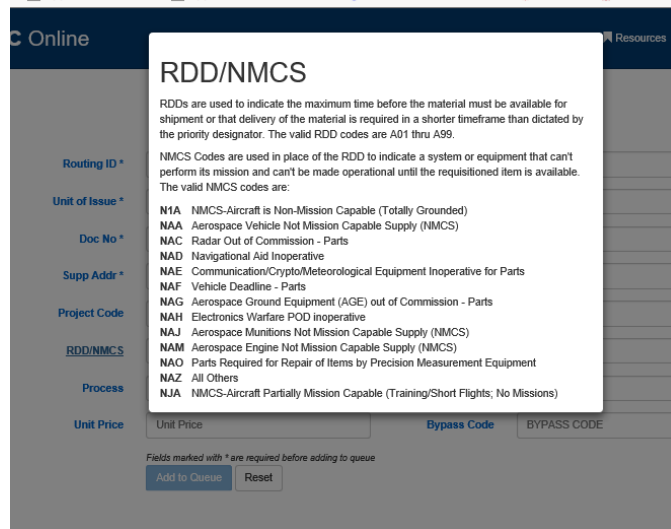 C Online
Resources
RDD/NMCS
RDDs are used to indicate the maximum time before the material must be available for
shipment or that delivery of the material is required in a shorter timeframe than dictated by
the priority designator. The valid RDD codes are A01 thru A99.
NMCS Codes are used in place of the RDD to indicate a system or equipment that can't
perform its mission and can't be made operational until the requisitioned item is available.
The valid NMCS codes are:
N1A NMCS-Aircraft is Non-Mission Capable (Totally Grounded)
NAA Aerospace Vehicle Not Mission Capable Supply (NMCS)
NAC Radar Out of Commission - Parts
NAD Navigational Aid Inoperative
NAE Communication/Crypto/Meteorological Equipment Inoperative for Parts
NAF Vehicle Deadline - Parts
NAG Aerospace Ground Equipment (AGE) out of Commission - Parts
NAH Electronics Warfare POD inoperative
NAJ Aerospace Munitions Not Mission Capable Supply (NMCS)
NAM Aerospace Engine Not Mission Capable Supply (NMCS)
NAO Parts Required for Repair of Items by Precision Measurement Equipment
NAZ All Others
NJA NMCS-Aircraft Partially Mission Capable (Training/Short Flights; No Missions)
Routing ID *
Unit of Issue *
Doc No *
Supp Addr *
Project Code
RDD/NMCS
Process
Unit Price Unit Price Bypass Code BYPASS CODE
Fields marked with * are required before adding to queue
Add to Queue Reset